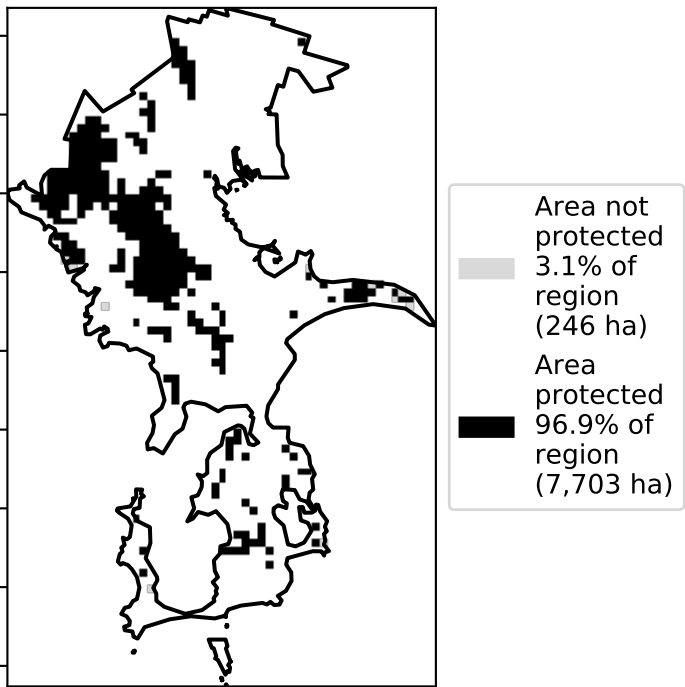 Area not
protected
3.1% of
region
(246 ha)
Area
protected
96.9% of
region
(7,703 ha)